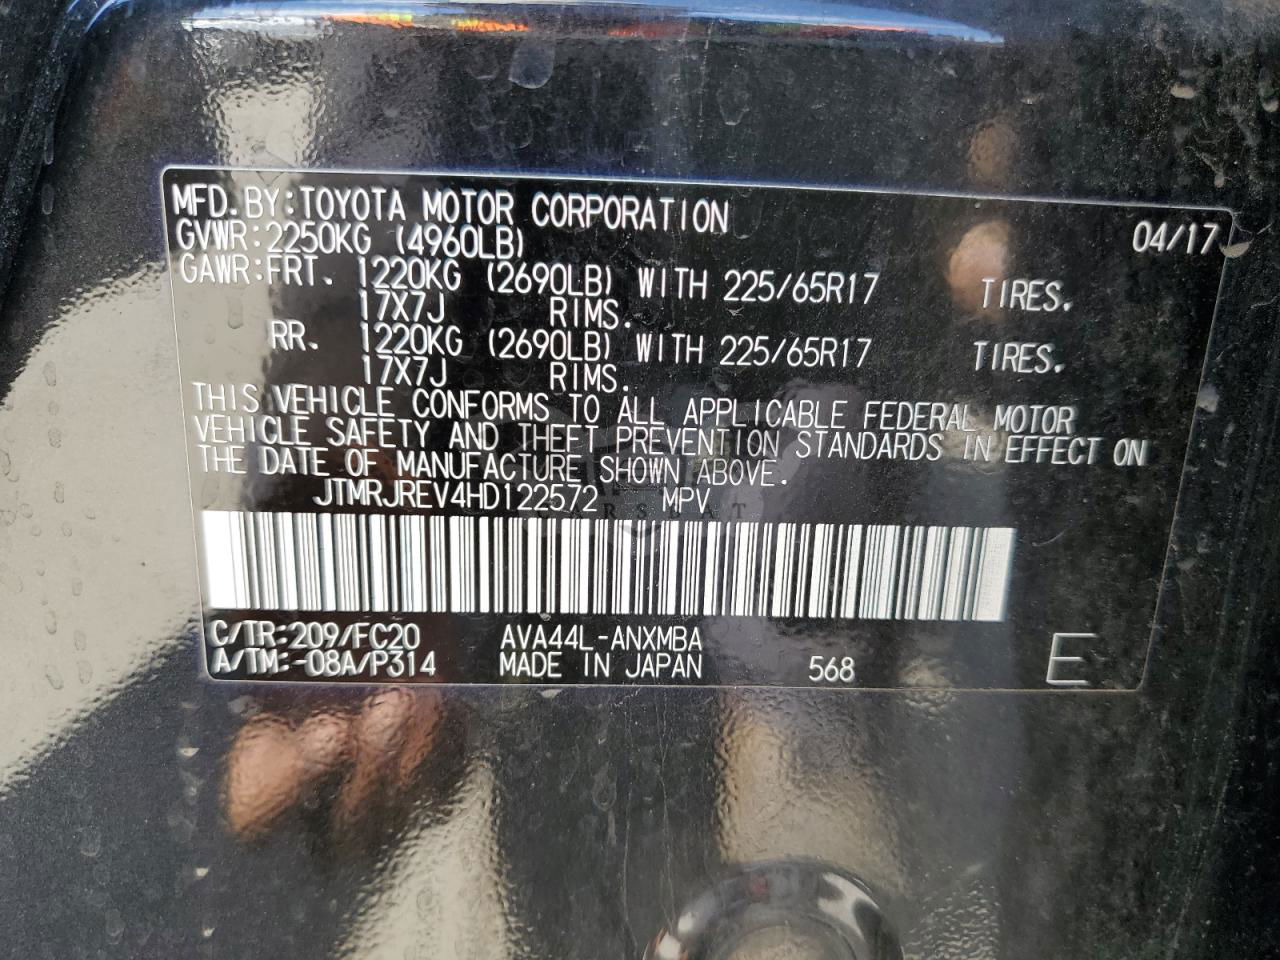 MFD.BY:TOYOTA MOTOR CORPORATION 04/17
GVWR:2250KG (4960LB)
GAWR:FRT. 1220KG (2690LB) WITH 225/65R17 TIRES.
17X7J RIMS.
RR. 1220KG (2690LB) WITH 225/65R17 TIRES.
17X7J RIMS.
THIS VEHICLE CONFORMS TO ALL APPLICABLE FEDERAL MOTOR
VEHICLE SAFETY AND THEFT PREVENTION STANDARDS IN EFFECT ON
THE DATE OF MANUFACTURE SHOWN ABOVE.
JTMRJREV4HD122572 MPV
C/TR:209/FC20 AVA44L-ANXMBA
A/TM:-08A/P314 MADE IN JAPAN 568 E